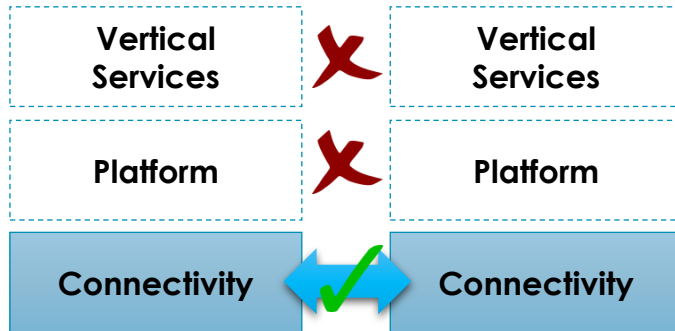 Vertical Services
Vertical Services
Platform
Platform
Connectivity
Connectivity